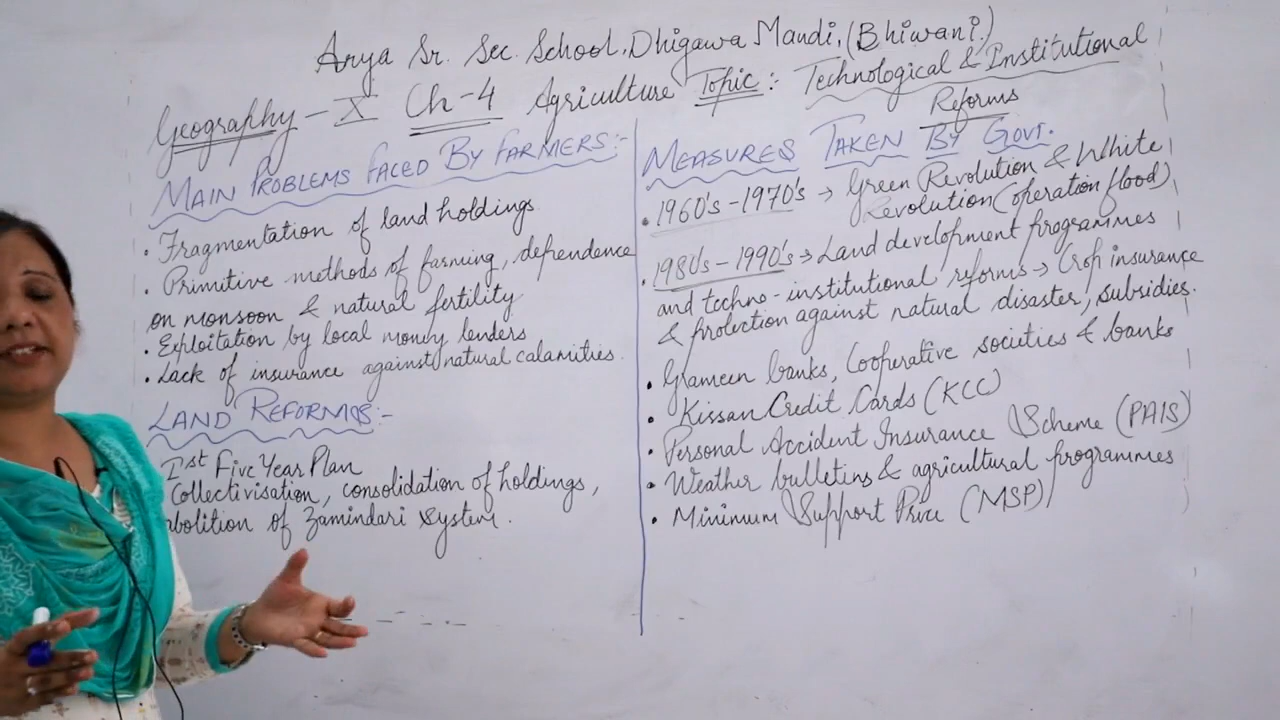 Arya Sr. Sec. School, Dhigawa Mandi, (Bhiwani.)
Geography - X Ch-4 Agriculture Topic:- Technological & Institutional
Reforms
MAIN PROBLEMS FACED BY FARMERS:-
· Fragmentation of land holdings
· Primitive methods of farming, dependence
on monsoon & natural fertility
· Exploitation by local money lenders
· Lack of insurance against natural calamities.
LAND REFORMS:-
Ist Five Year Plan
Collectivisation, consolidation of holdings,
abolition of Zamindari System.
MEASURES TAKEN BY GOVT.
· 1960's - 1970's → Green Revolution & White
Revolution (operation flood)
· 1980s - 1990's → Land development programmes
and techno-institutional reforms → Crop insurance
& protection against natural disaster, subsidies.
· Grameen banks, Cooperative societies & banks
· Kissan Credit Cards (KCC)
· Personal Accident Insurance Scheme (PAIS)
· Weather bulletins & agricultural programmes
· Minimum Support Price (MSP)